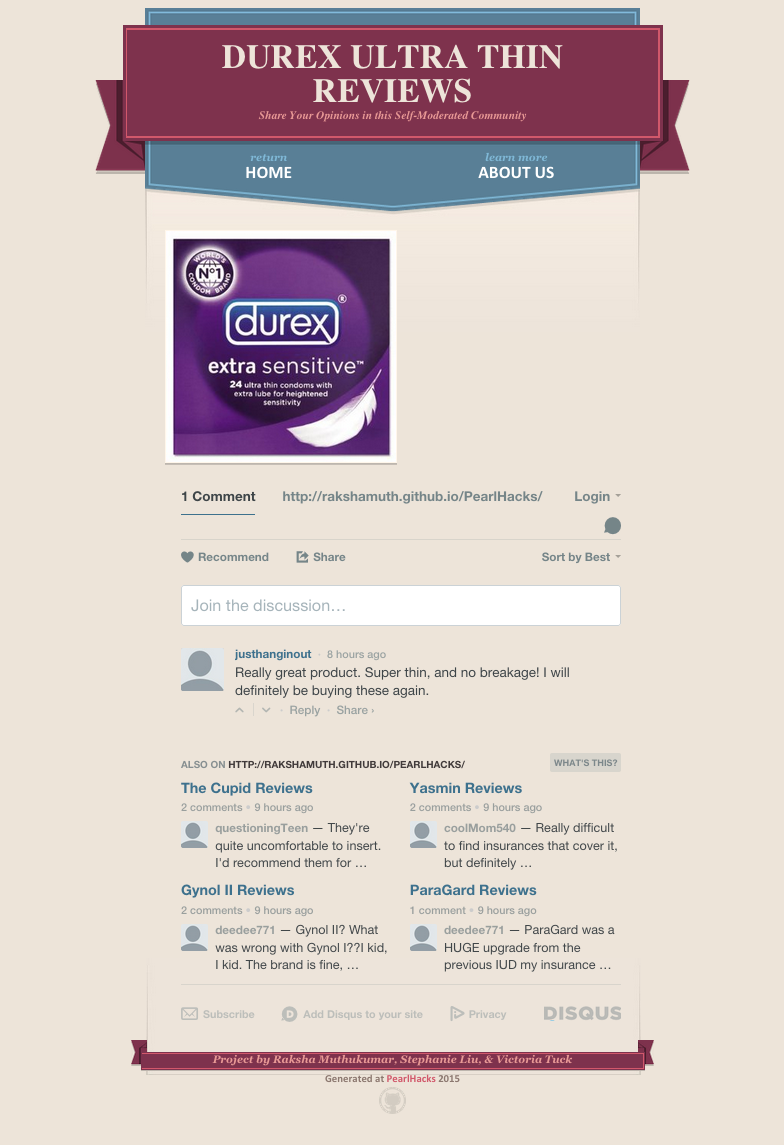 DUREX ULTRA THIN
REVIEWS
Share Your Opinions in this Self-Moderated Community
return
HOME
learn more
ABOUT US
WORLD'S
N°1
CONDOM BRAND
durex®
extra sensitive™
24 ultra thin condoms with
extra lube for heightened
sensitivity
1 Comment
http://rakshamuth.github.io/PearlHacks/
Login
Recommend
Share
Sort by Best
Join the discussion…
justhanginout · 8 hours ago
Really great product. Super thin, and no breakage! I will
definitely be buying these again.
· Reply · Share ›
ALSO ON HTTP://RAKSHAMUTH.GITHUB.IO/PEARLHACKS/
WHAT'S THIS?
The Cupid Reviews
2 comments • 9 hours ago
questioningTeen — They're
quite uncomfortable to insert.
I'd recommend them for …
Yasmin Reviews
2 comments • 9 hours ago
coolMom540 — Really difficult
to find insurances that cover it,
but definitely …
Gynol II Reviews
2 comments • 9 hours ago
deedee771 — Gynol II? What
was wrong with Gynol I??I kid,
I kid. The brand is fine, …
ParaGard Reviews
1 comment • 9 hours ago
deedee771 — ParaGard was a
HUGE upgrade from the
previous IUD my insurance …
Subscribe
Add Disqus to your site
Privacy
DISQUS
Project by Raksha Muthukumar, Stephanie Liu, & Victoria Tuck
Generated at PearlHacks 2015